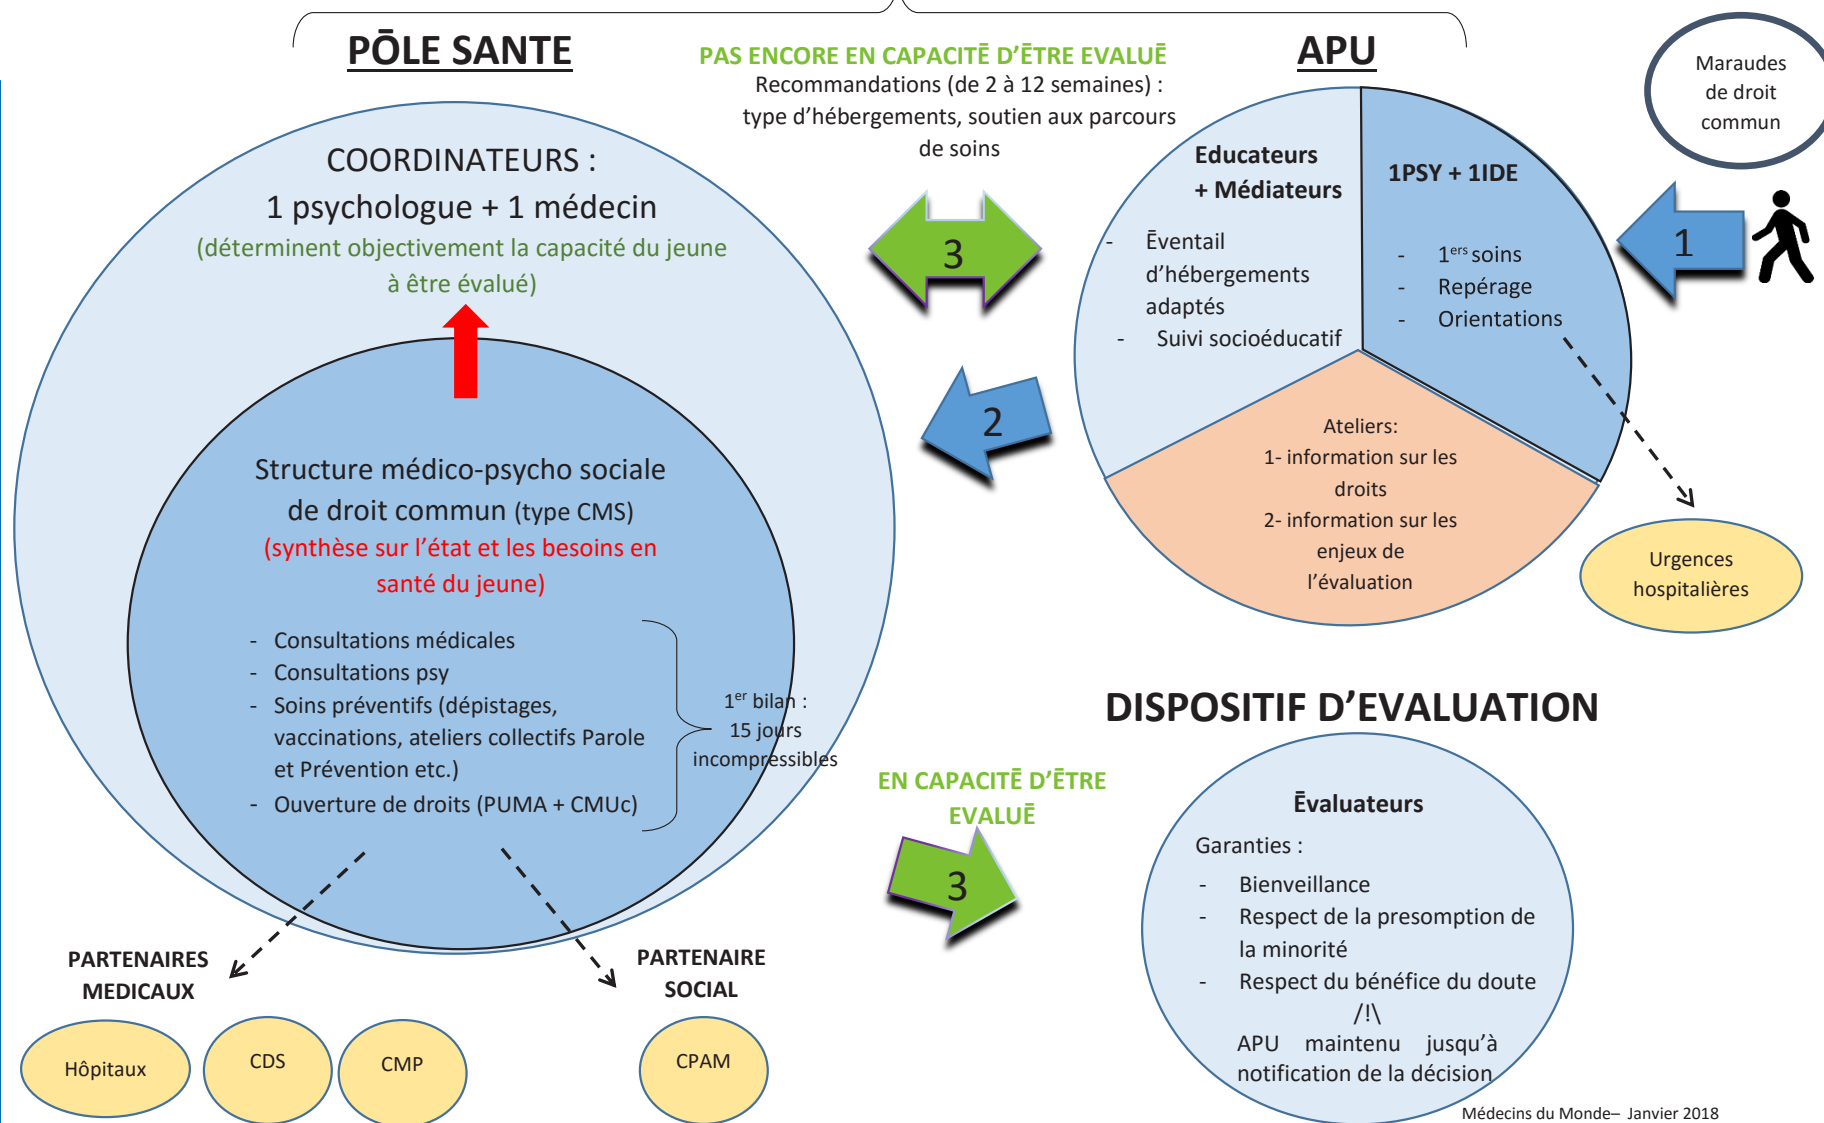 PŌLE SANTE
COORDINATEURS :
1 psychologue + 1 médecin
(déterminent objectivement la capacité du jeune
à être évalué)
Structure médico-psycho sociale
de droit commun (type CMS)
(synthèse sur l’état et les besoins en
santé du jeune)
- Consultations médicales
- Consultations psy
- Soins préventifs (dépistages,
vaccinations, ateliers collectifs Parole
et Prévention etc.)
- Ouverture de droits (PUMA + CMUc)
1er bilan :
15 jours
incompressibles
PARTENAIRES
MEDICAUX
Hôpitaux
CDS
CMP
PARTENAIRE
SOCIAL
CPAM
PAS ENCORE EN CAPACITĒ D’ĒTRE EVALUĒ
Recommandations (de 2 à 12 semaines) :
type d’hébergements, soutien aux parcours
de soins
3
2
APU
Educateurs
+ Médiateurs
- Ēventail
d’hébergements
adaptés
- Suivi socioéducatif
1PSY + 1IDE
- 1ers soins
- Repérage
- Orientations
Ateliers:
1- information sur les
droits
2- information sur les
enjeux de
l’évaluation
Maraudes
de droit
commun
1
Urgences
hospitalières
EN CAPACITĒ D’ĒTRE
EVALUĒ
3
DISPOSITIF D’EVALUATION
Ēvaluateurs
Garanties :
- Bienveillance
- Respect de la presomption de
la minorité
- Respect du bénéfice du doute
/!\
APU maintenu jusqu’à
notification de la décision
Médecins du Monde– Janvier 2018